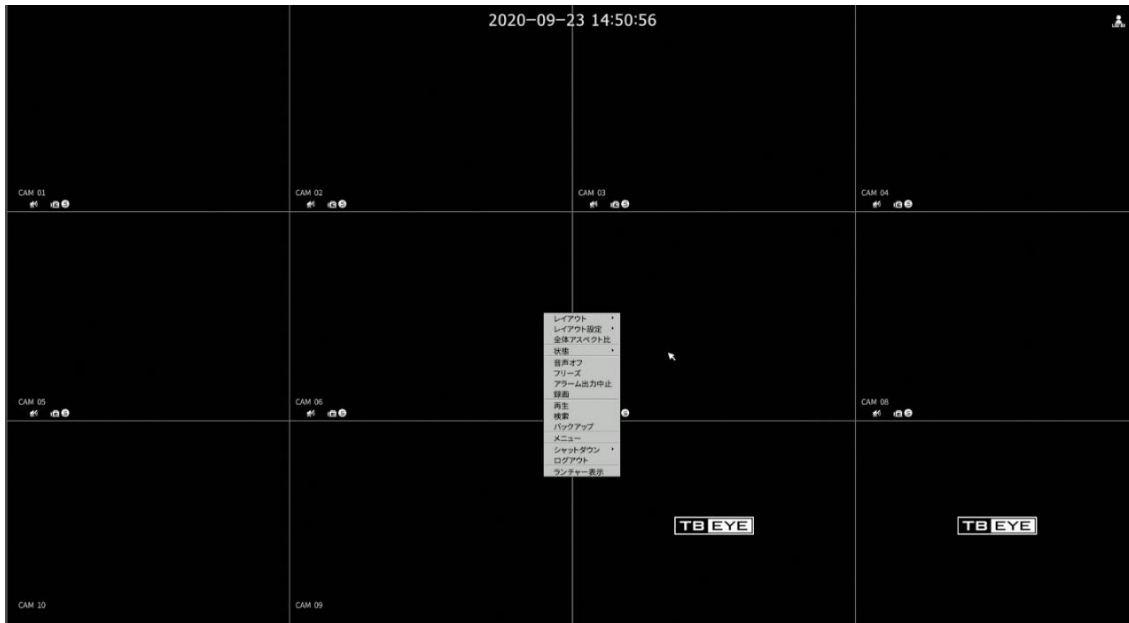 2020-09-23 14:50:56
CAM 01
CAM 02
CAM 03
CAM 04
CAM 05
CAM 06
CAM 08
レイアウト
レイアウト設定
全体アスペクト比
状態
音声オフ
フリーズ
アラーム出力中止
録画
再生
検索
バックアップ
メニュー
シャットダウン
ログアウト
ランチャー表示
TB EYE
TB EYE
CAM 10
CAM 09